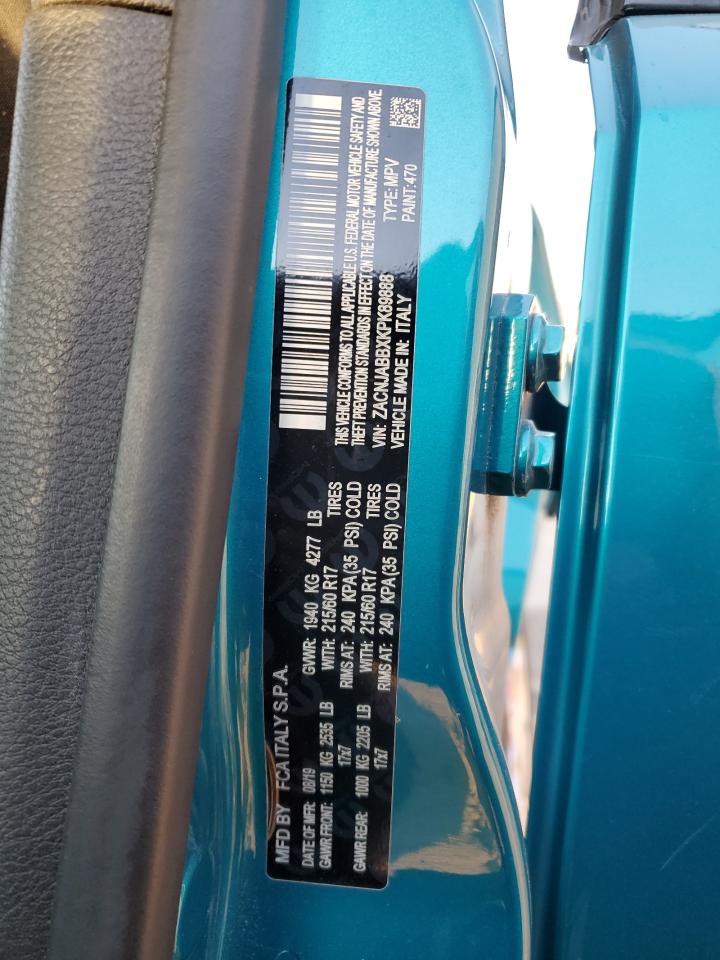 MFD BY FCA ITALY S.P.A.
DATE OF MFR: 08/19 GVWR: 1940 KG 4277 LB
GAWR FRONT: 1150 KG 2535 LB WITH: 215/60 R17 TIRES
17x7 RIMS AT: 240 KPA(35 PSI) COLD
GAWR REAR: 1000 KG 2205 LB WITH: 215/60 R17 TIRES
17x7 RIMS AT: 240 KPA(35 PSI) COLD
THIS VEHICLE CONFORMS TO ALL APPLICABLE U.S. FEDERAL MOTOR VEHICLE SAFETY AND
THEFT PREVENTION STANDARDS IN EFFECT ON THE DATE OF MANUFACTURE SHOWN ABOVE.
VIN: ZACNJABBXKPK89888 TYPE: MPV
VEHICLE MADE IN: ITALY PAINT: 470